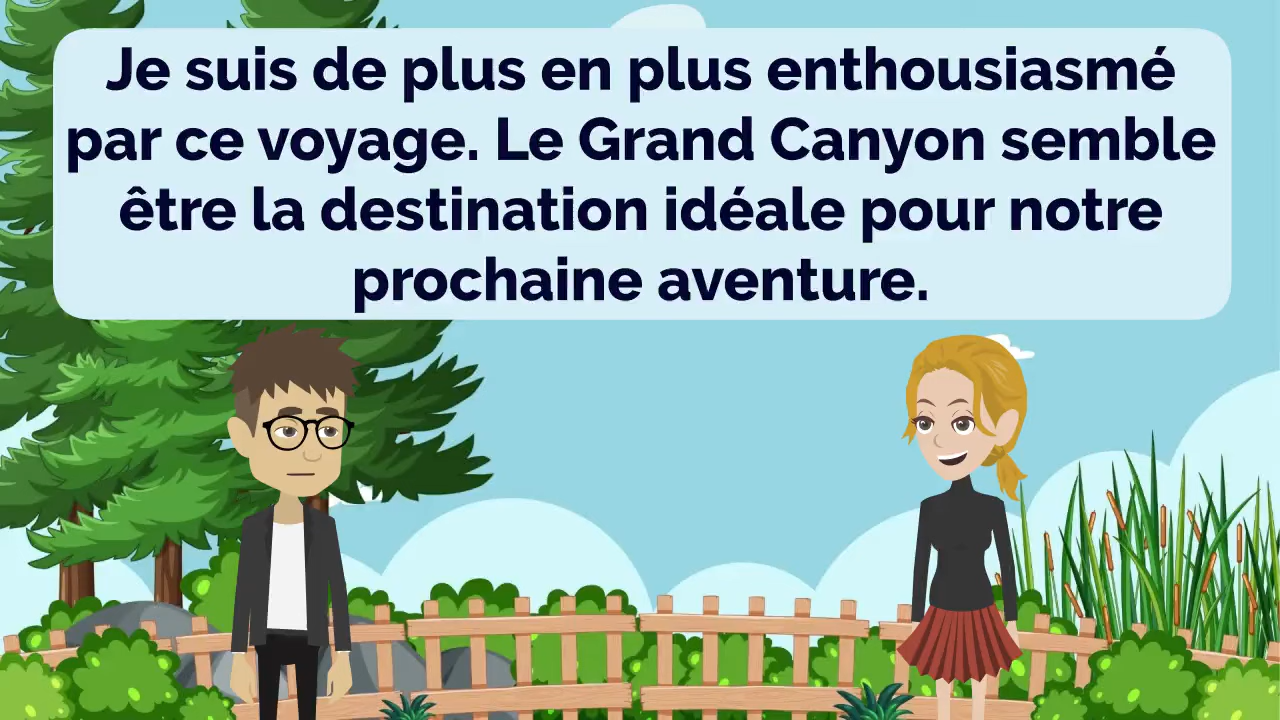 Je suis de plus en plus enthousiasmé
par ce voyage. Le Grand Canyon semble
être la destination idéale pour notre
prochaine aventure.